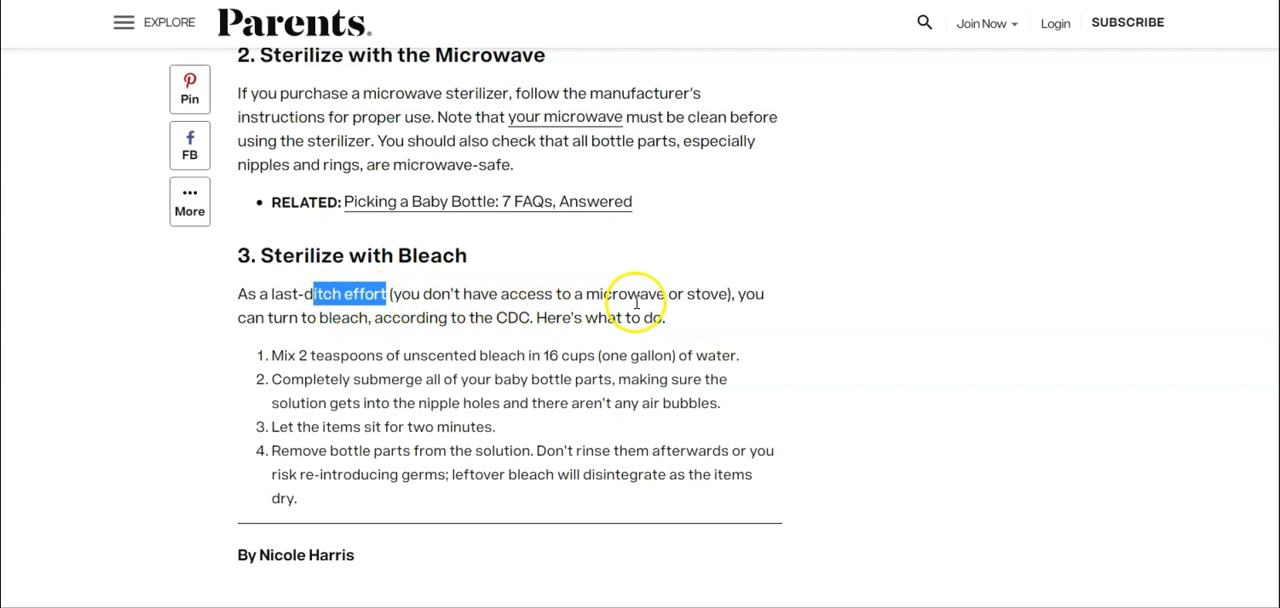 EXPLORE
Parents.
Join Now
Login
SUBSCRIBE
2. Sterilize with the Microwave
Pin
If you purchase a microwave sterilizer, follow the manufacturer's
instructions for proper use. Note that your microwave must be clean before
using the sterilizer. You should also check that all bottle parts, especially
nipples and rings, are microwave-safe.
FB
More
• RELATED: Picking a Baby Bottle: 7 FAQs, Answered
3. Sterilize with Bleach
As a last-ditch effort (you don't have access to a microwave or stove), you
can turn to bleach, according to the CDC. Here's what to do.
1. Mix 2 teaspoons of unscented bleach in 16 cups (one gallon) of water.
2. Completely submerge all of your baby bottle parts, making sure the
solution gets into the nipple holes and there aren't any air bubbles.
3. Let the items sit for two minutes.
4. Remove bottle parts from the solution. Don't rinse them afterwards or you
risk re-introducing germs; leftover bleach will disintegrate as the items
dry.
By Nicole Harris